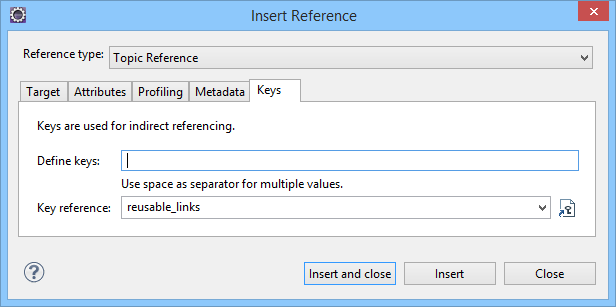 Insert Reference
Reference type: Topic Reference
Target Attributes Profiling Metadata Keys
Keys are used for indirect referencing.
Define keys:
Use space as separator for multiple values.
Key reference: reusable_links
? Insert and close Insert Close